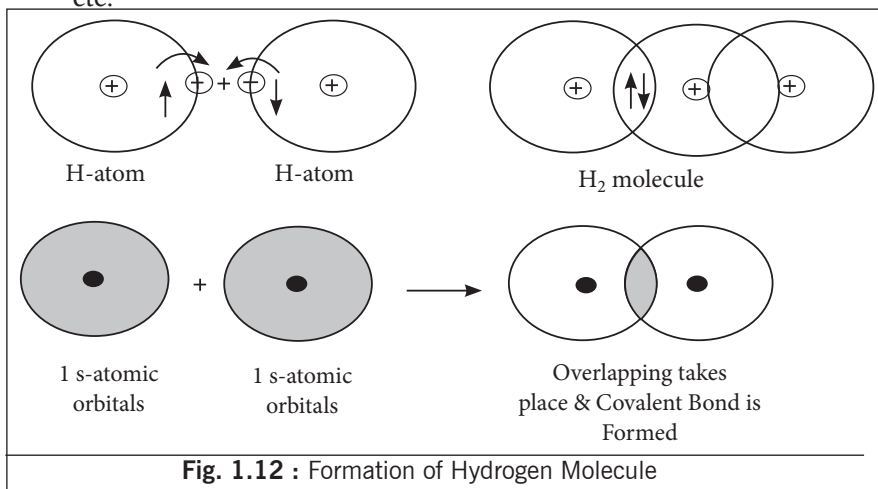 etc.
+ + + + +
H-atom H-atom
+ + +
H₂ molecule
+
1 s-atomic
orbitals
1 s-atomic
orbitals
Overlapping takes
place & Covalent Bond is
Formed
Fig. 1.12 : Formation of Hydrogen Molecule